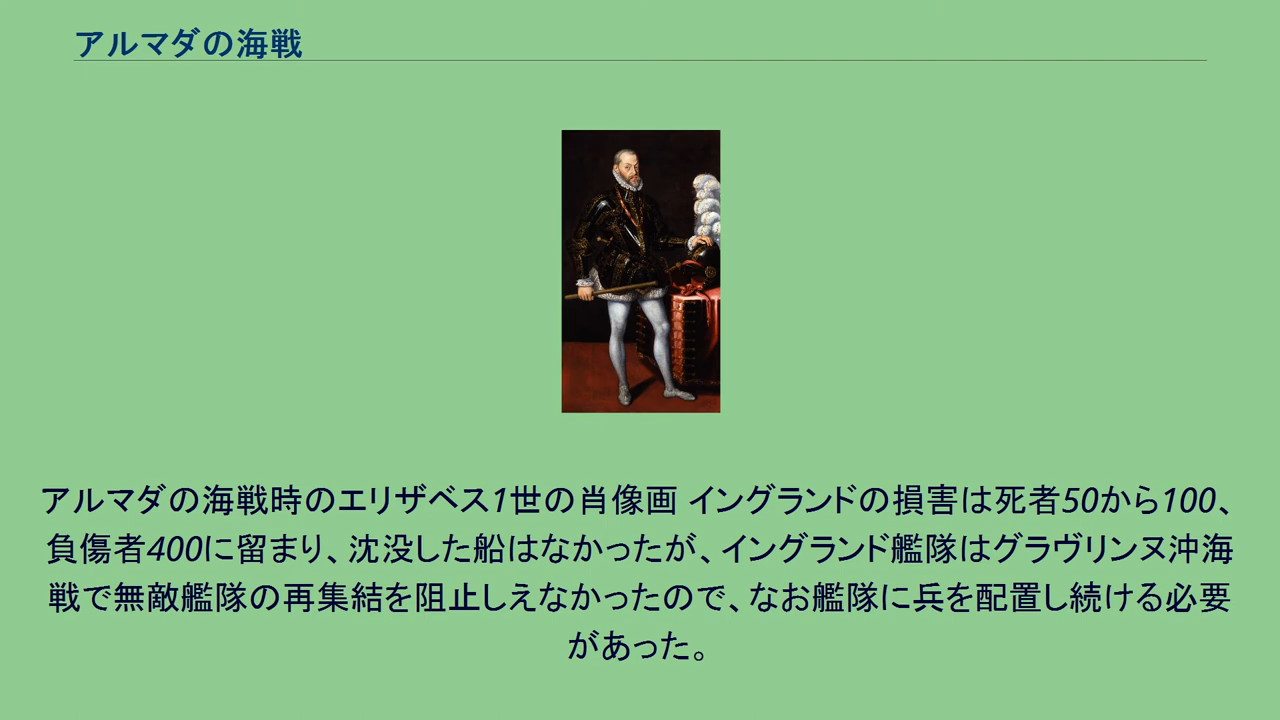 アルマダの海戦
アルマダの海戦時のエリザベス1世の肖像画 イングランドの損害は死者50から100、
負傷者400に留まり、沈没した船はなかったが、イングランド艦隊はグラヴリンヌ沖海
戦で無敵艦隊の再集結を阻止しえなかったので、なお艦隊に兵を配置し続ける必要
があった。